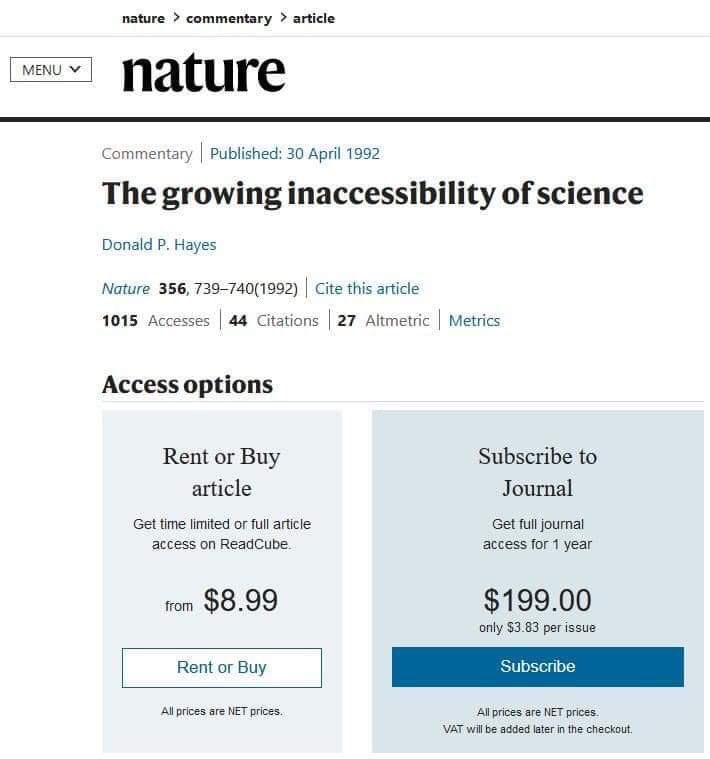 nature > commentary > article
MENU
nature
Commentary | Published: 30 April 1992
The growing inaccessibility of science
Donald P. Hayes
Nature 356, 739–740(1992) | Cite this article
1015 Accesses | 44 Citations | 27 Altmetric | Metrics
Access options
Rent or Buy
article
Get time limited or full article
access on ReadCube.
from $8.99
Rent or Buy
All prices are NET prices.
Subscribe to
Journal
Get full journal
access for 1 year
$199.00
only $3.83 per issue
Subscribe
All prices are NET prices.
VAT will be added later in the checkout.